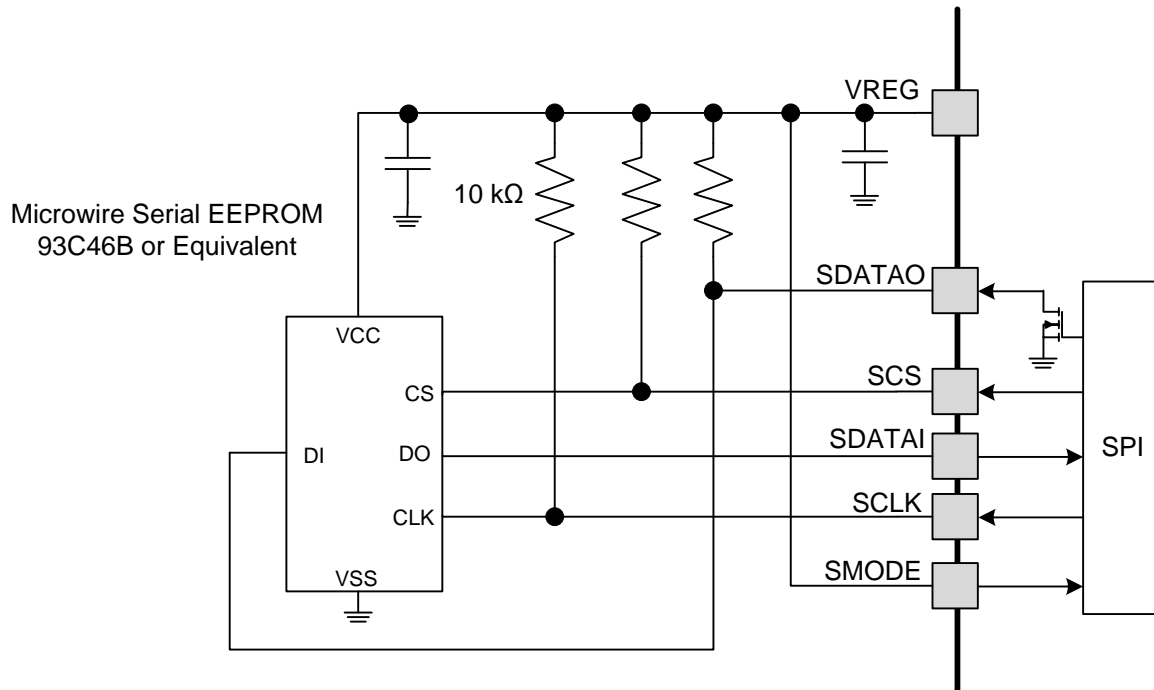 VREG
10 kΩ
Microwire Serial EEPROM
93C46B or Equivalent
SDATAO
VCC
CS
SCS
DI
DO
SDATAI
SPI
CLK
SCLK
VSS
SMODE